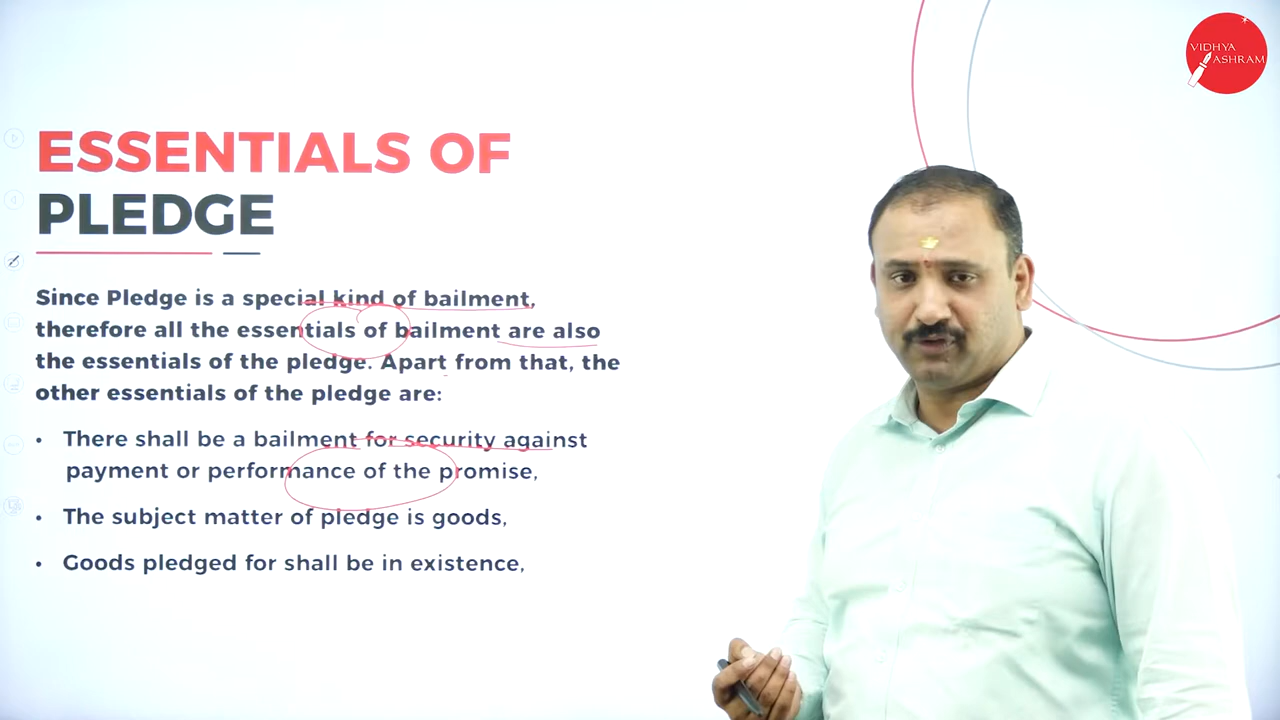 VIDHYA
ASHRAM
ESSENTIALS OF
PLEDGE
Since Pledge is a special kind of bailment,
therefore all the essentials of bailment are also
the essentials of the pledge. Apart from that, the
other essentials of the pledge are:
• There shall be a bailment for security against
payment or performance of the promise,
• The subject matter of pledge is goods,
• Goods pledged for shall be in existence,